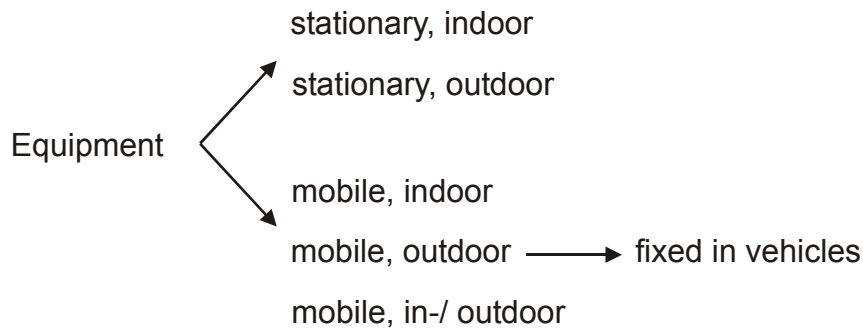 stationary, indoor
stationary, outdoor
Equipment
mobile, indoor
mobile, outdoor
fixed in vehicles
mobile, in-/ outdoor